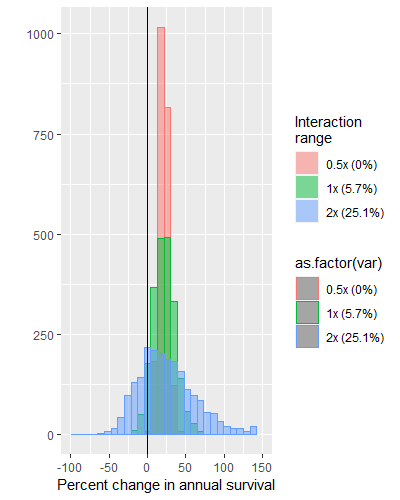 1000
750
500
250
0
-100 -50 0 50 100 150
Percent change in annual survival
Interaction
range
0.5x (0%)
1x (5.7%)
2x (25.1%)
as.factor(var)
0.5x (0%)
1x (5.7%)
2x (25.1%)